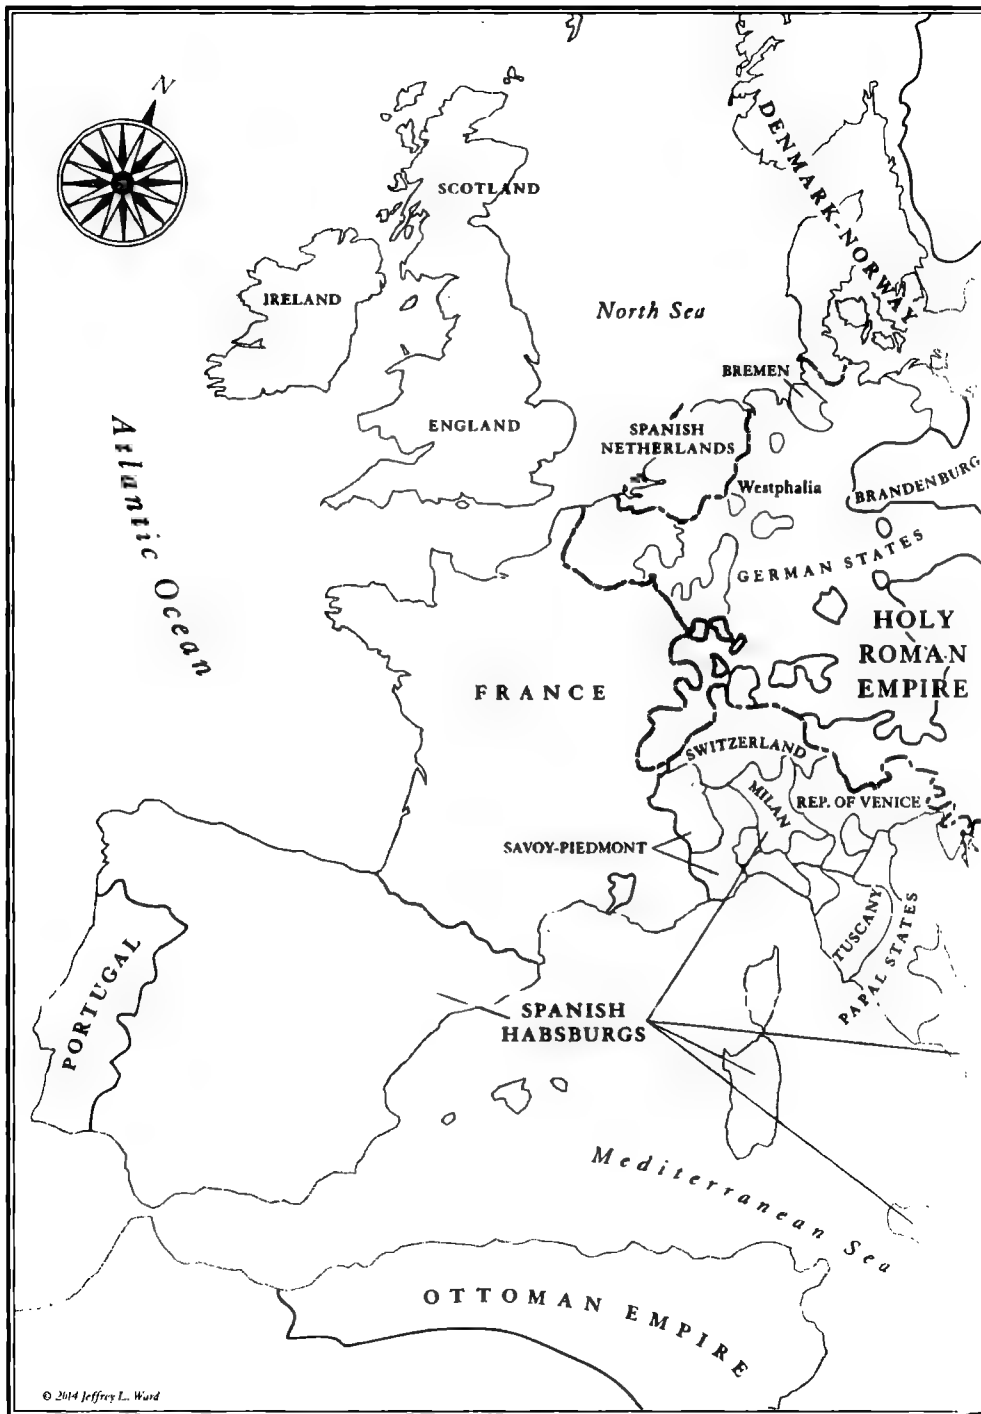 N
SCOTLAND
IRELAND
ENGLAND
North Sea
DENMARK-NORWAY
BREMEN
SPANISH
NETHERLANDS
Westphalia
BRANDENBURG
GERMAN STATES
HOLY
ROMAN
EMPIRE
Atlantic Ocean
FRANCE
SWITZERLAND
MILAN
REP. OF VENICE
SAVOY-PIEDMONT
TUSCANY
PAPAL STATES
PORTUGAL
SPANISH
HABSBURGS
Mediterranean Sea
OTTOMAN EMPIRE
© 2014 Jeffrey L. Ward